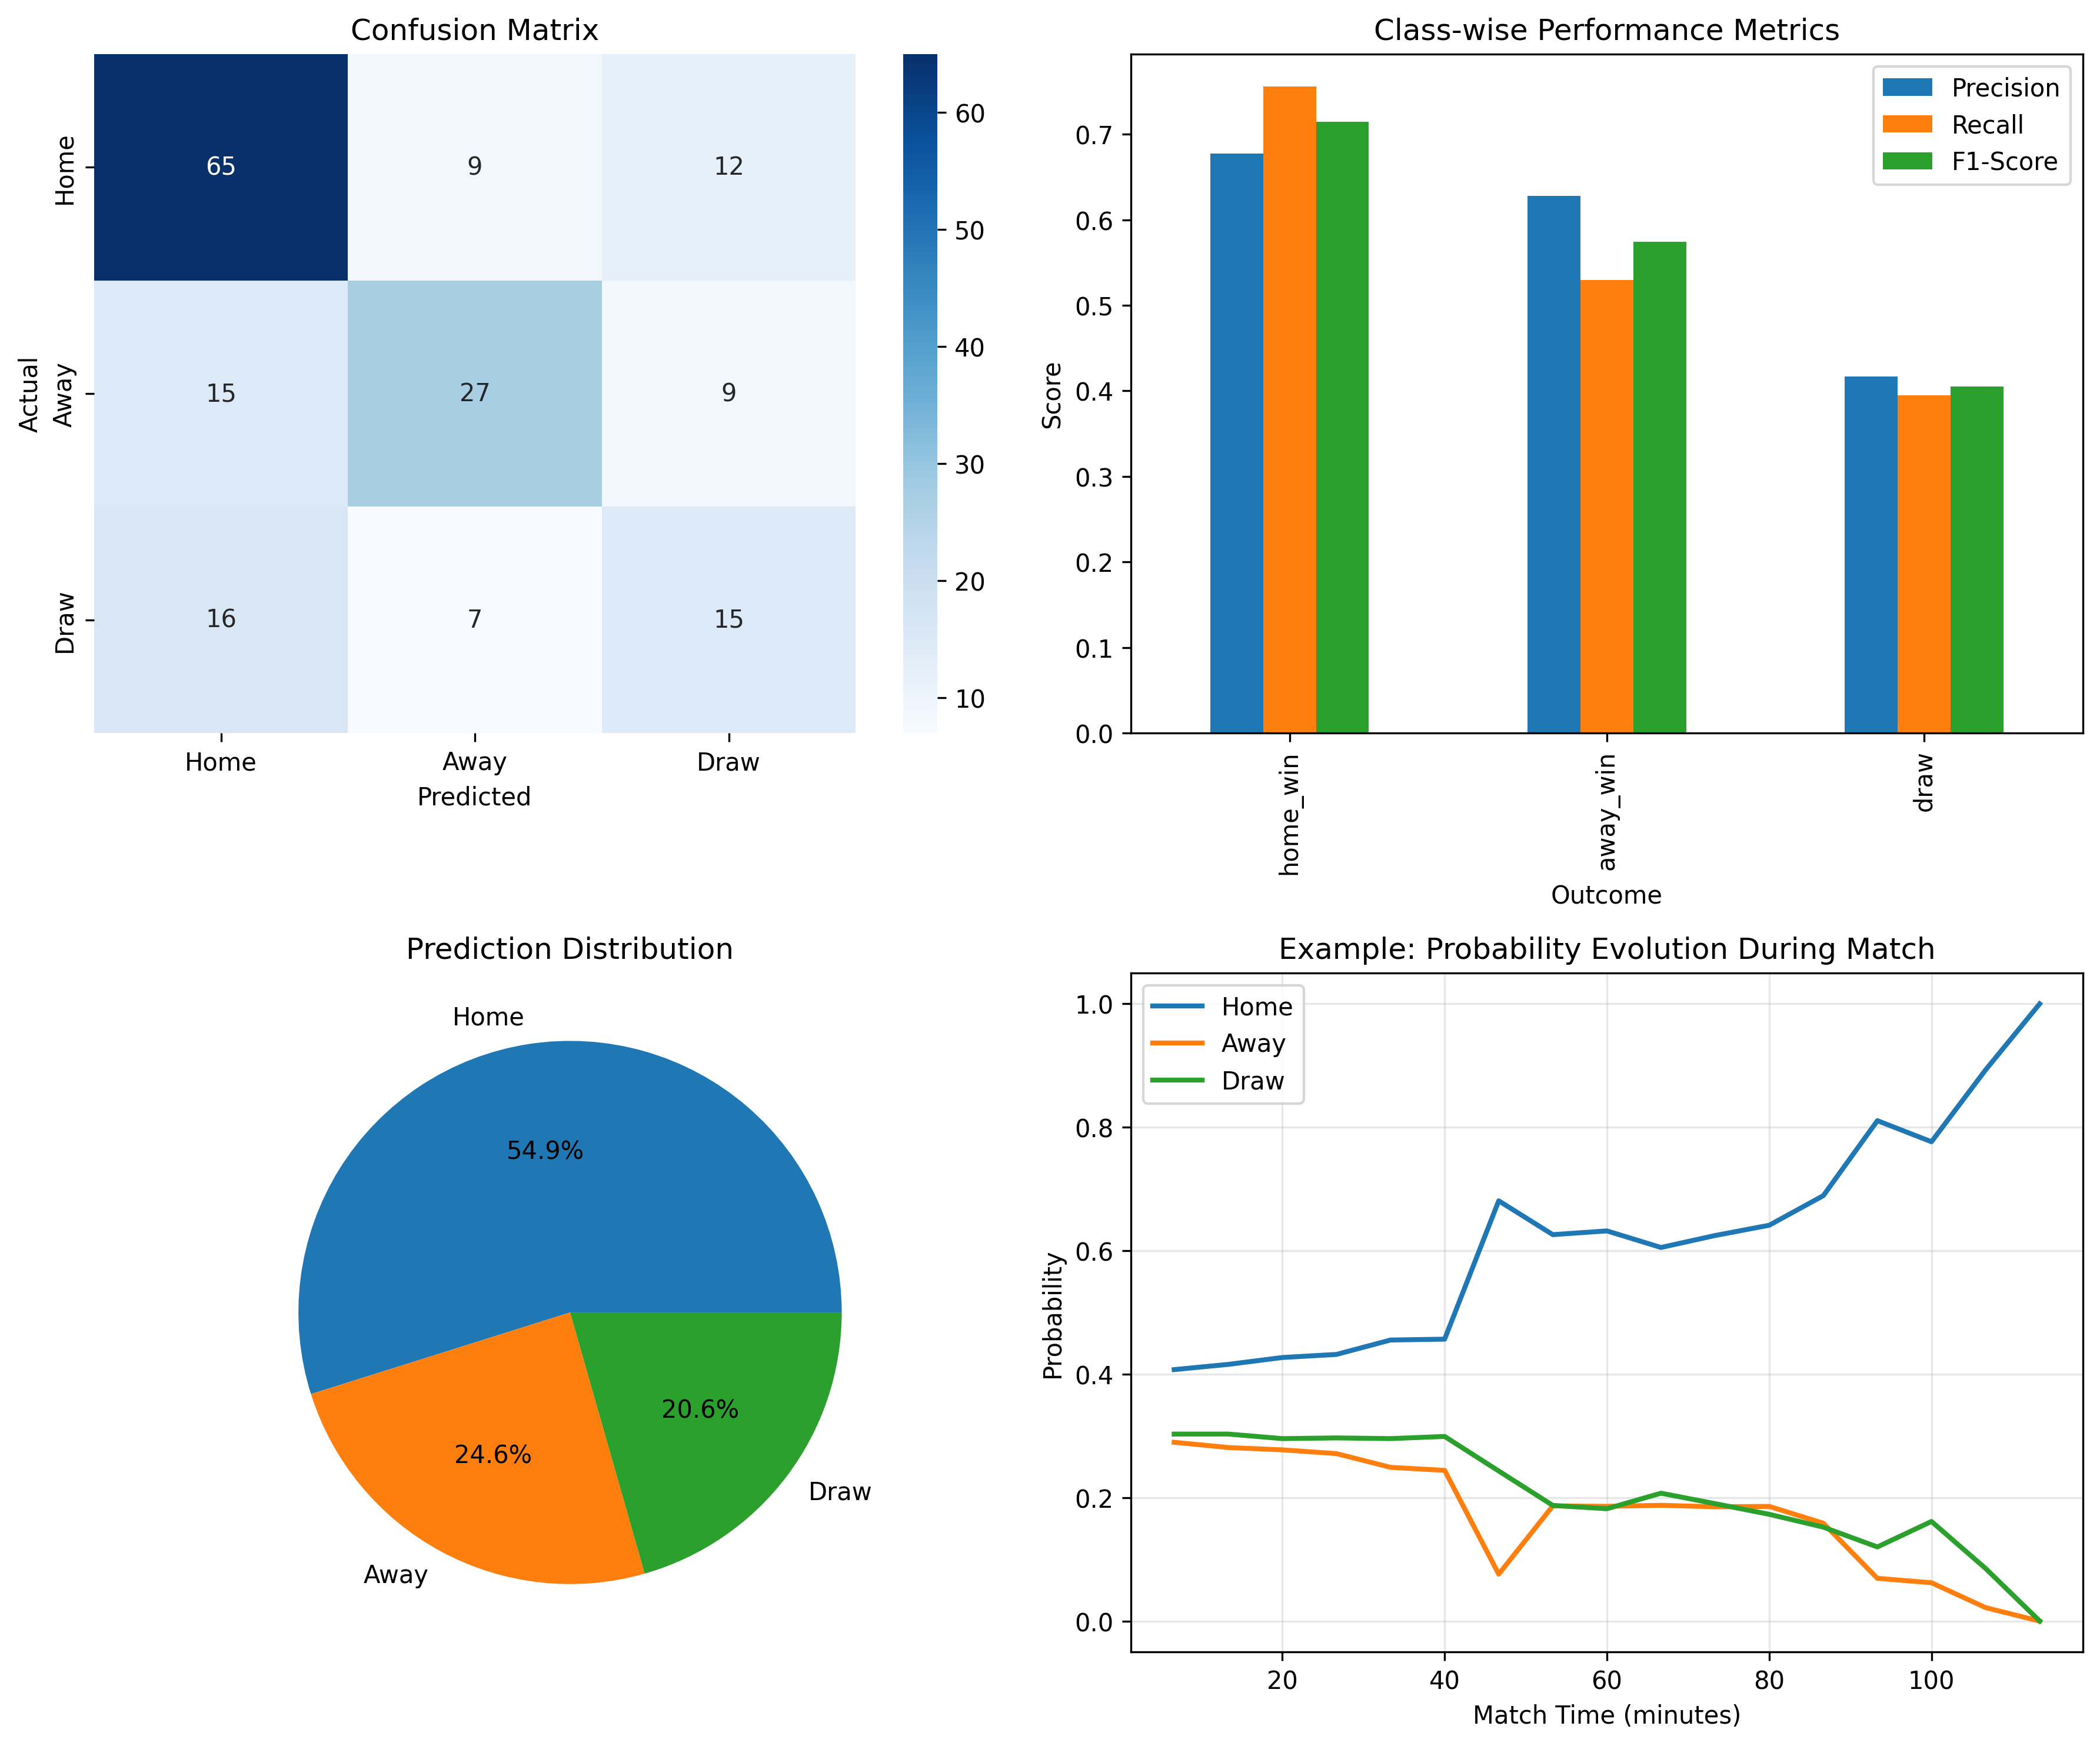 Confusion Matrix
Home
Away
Draw
Actual
65 9 12
15 27 9
16 7 15
Home Away Draw
Predicted
60
50
40
30
20
10
Class-wise Performance Metrics
Precision
Recall
F1-Score
Score
0.7
0.6
0.5
0.4
0.3
0.2
0.1
0.0
home_win away_win draw
Outcome
Prediction Distribution
Home
54.9%
20.6%
24.6%
Draw
Away
Example: Probability Evolution During Match
Home
Away
Draw
Probability
1.0
0.8
0.6
0.4
0.2
0.0
20 40 60 80 100
Match Time (minutes)